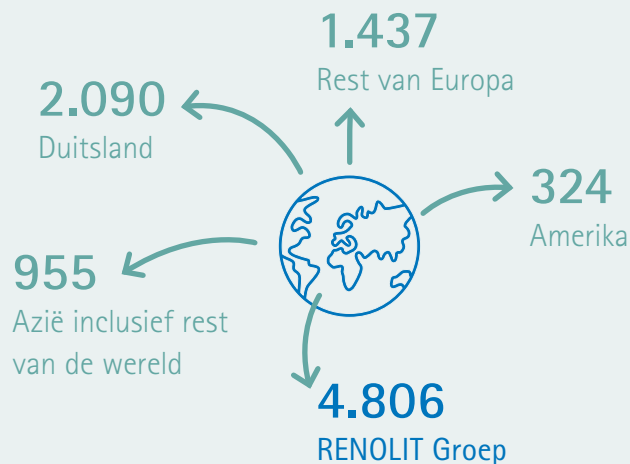 1.437
Rest van Europa
2.090
Duitsland
324
Amerika
955
Azië inclusief rest
van de wereld
4.806
RENOLIT Groep